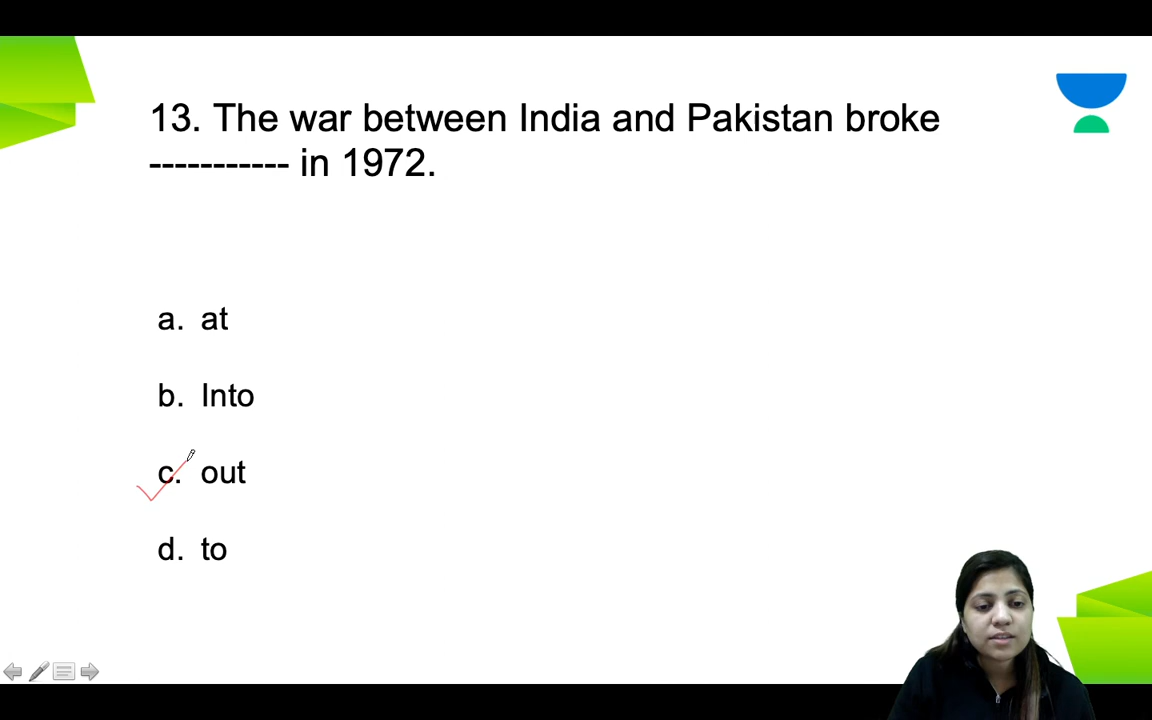 13. The war between India and Pakistan broke
----------- in 1972.
a. at
b. Into
c. out
d. to